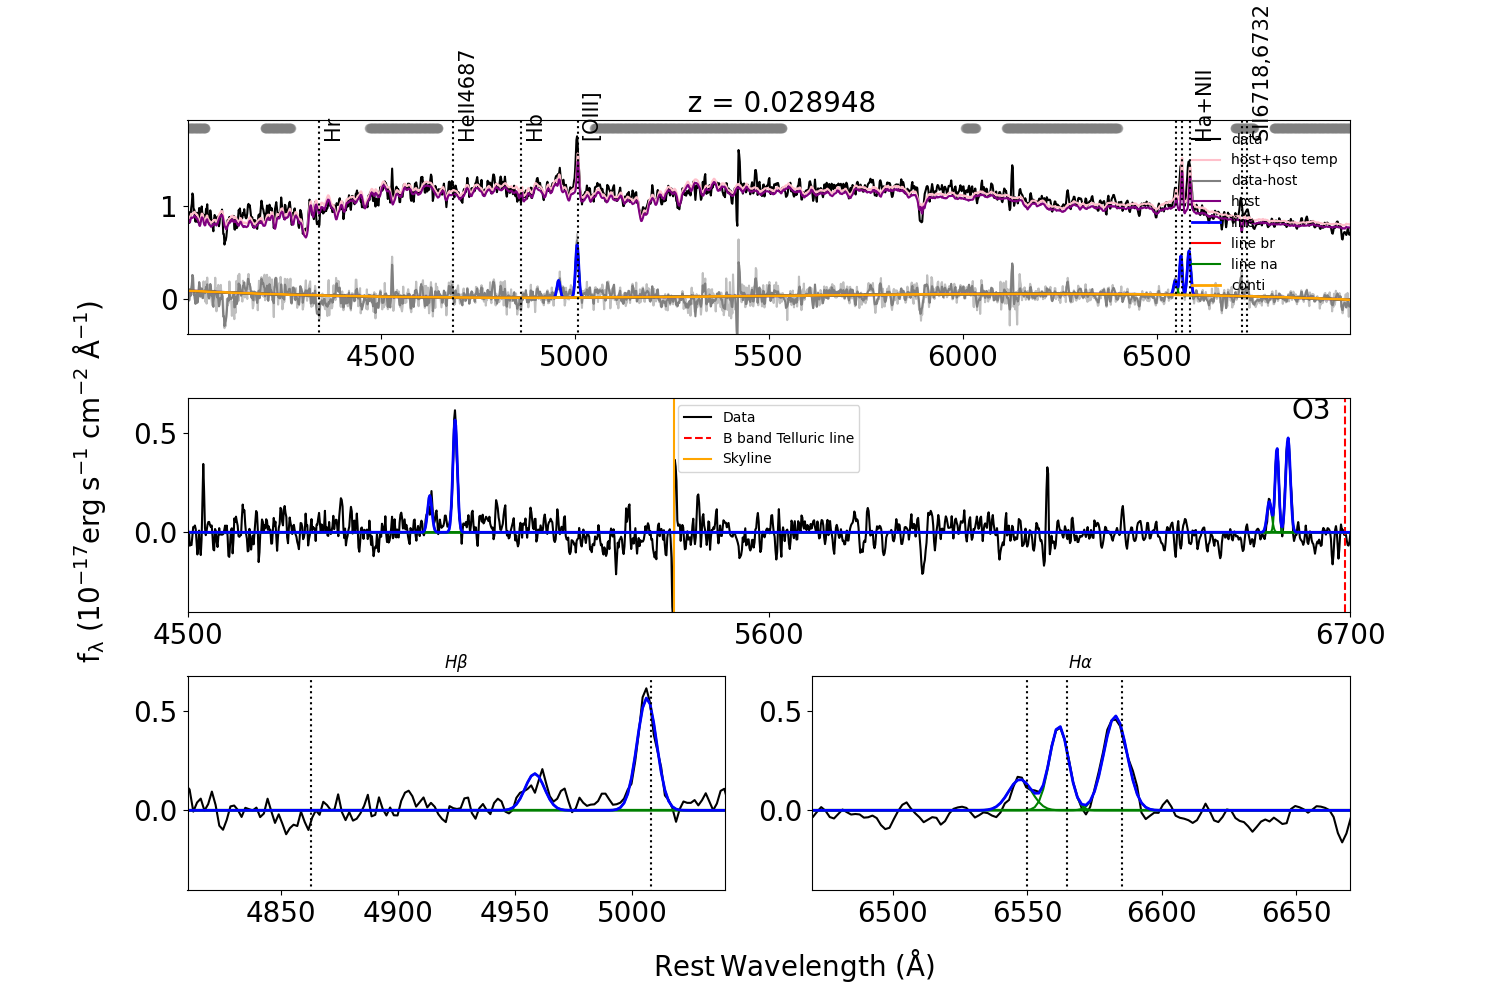 z = 0.028948
Hr
HeII4687
Hb
[OIII]
Ha+NII
SII6718,6732
data
host+qso temp
data-host
host
line
line br
line na
conti
1
0
4500
5000
5500
6000
6500
f_λ (10^{-17}erg s^{-1} cm^{-2} Å^{-1})
O3
Data
B band Telluric line
Skyline
0.5
0.0
4500
5600
6700
Hβ
0.5
0.0
4850
4900
4950
5000
Hα
0.5
0.0
6500
6550
6600
6650
Rest Wavelength (Å)